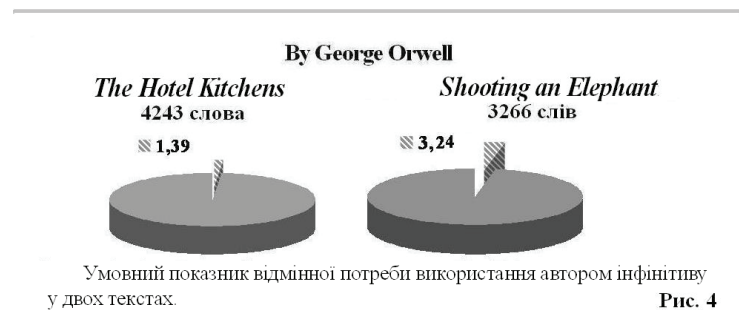 By George Orwell
The Hotel Kitchens
4243 слова
1,39
Shooting an Elephant
3266 слів
3,24
Умовний показник відмінної потреби використання автором інфінітиву
у двох текстах.
Рис. 4